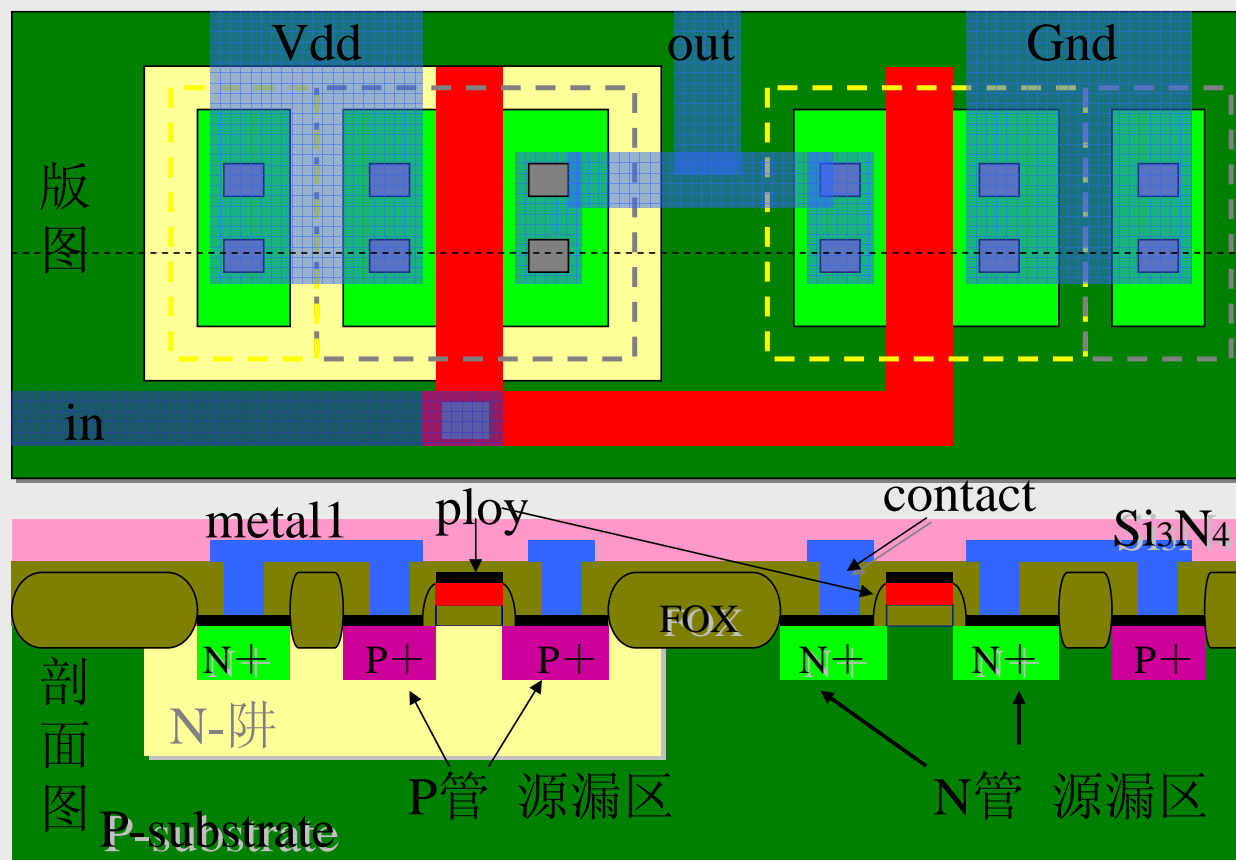 Vdd
out
Gnd
版图
in
metal1
ploy
contact
Si3N4
FOX
N+
P+
P+
N+
N+
P+
剖面图
N-阱
P管 源漏区
N管 源漏区
P-substrate